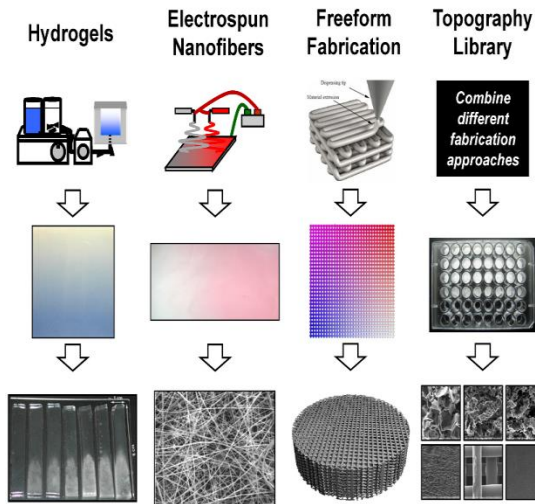 Hydrogels
Electrospun
Nanofibers
Freeform
Fabrication
Topography
Library
Dispensing tip
Material extrusion
Combine
different
fabrication
approaches